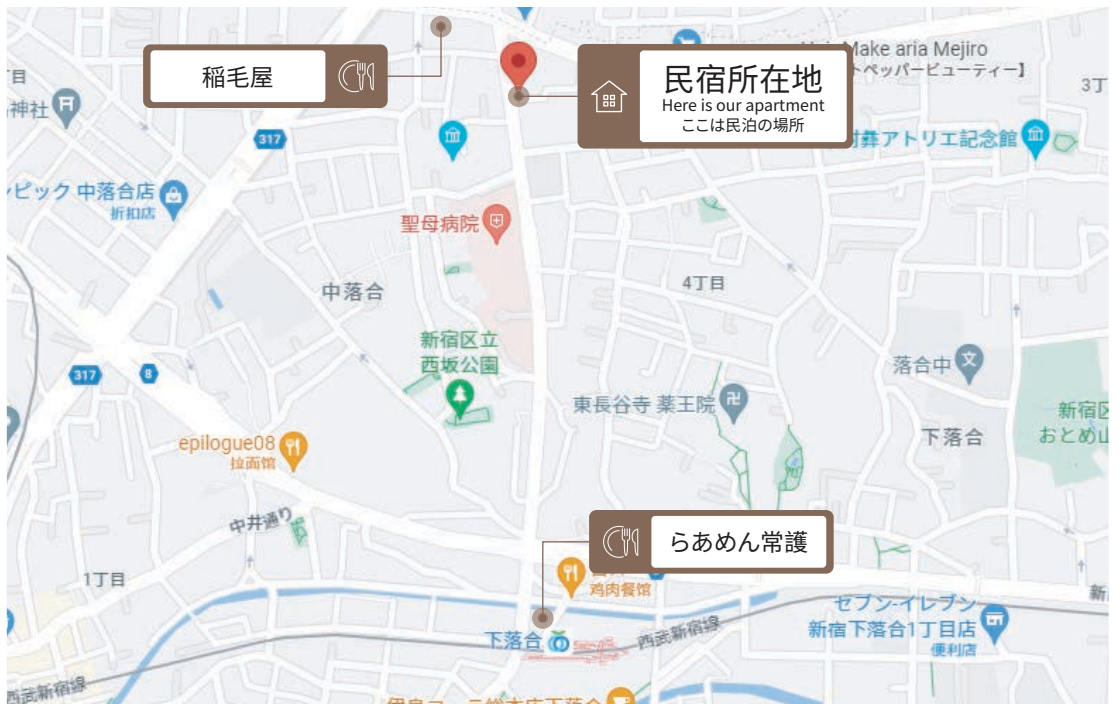 稲毛屋
民宿所在地
Here is our apartment
ここは民泊の場所
Make aria Mejiro
トペッパービューティー】
3丁
丁目
神社
317
ピック 中落合店
折扣店
彝アトリエ記念館
聖母病院
4丁目
中落合
新宿区立
西坂公園
落合中
317
8
東長谷寺 薬王院
新宿区
おとめ山
下落合
epilogue08
拉面馆
中井通り
らあめん常護
1丁目
鸡肉餐馆
新
セブン-イレブン
新宿下落合1丁目店
便利店
下落合
西武新宿線
西武新宿線